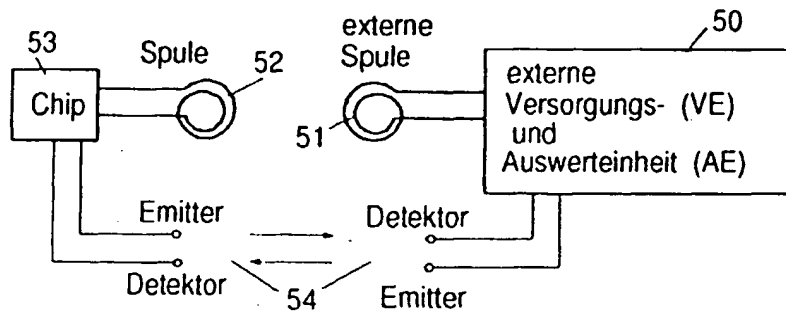 53
Chip
Spule
52
externe
Spule
51
50
externe
Versorgungs- (VE)
und
Auswerteinheit (AE)
Emitter
Detektor
54
Detektor
Emitter